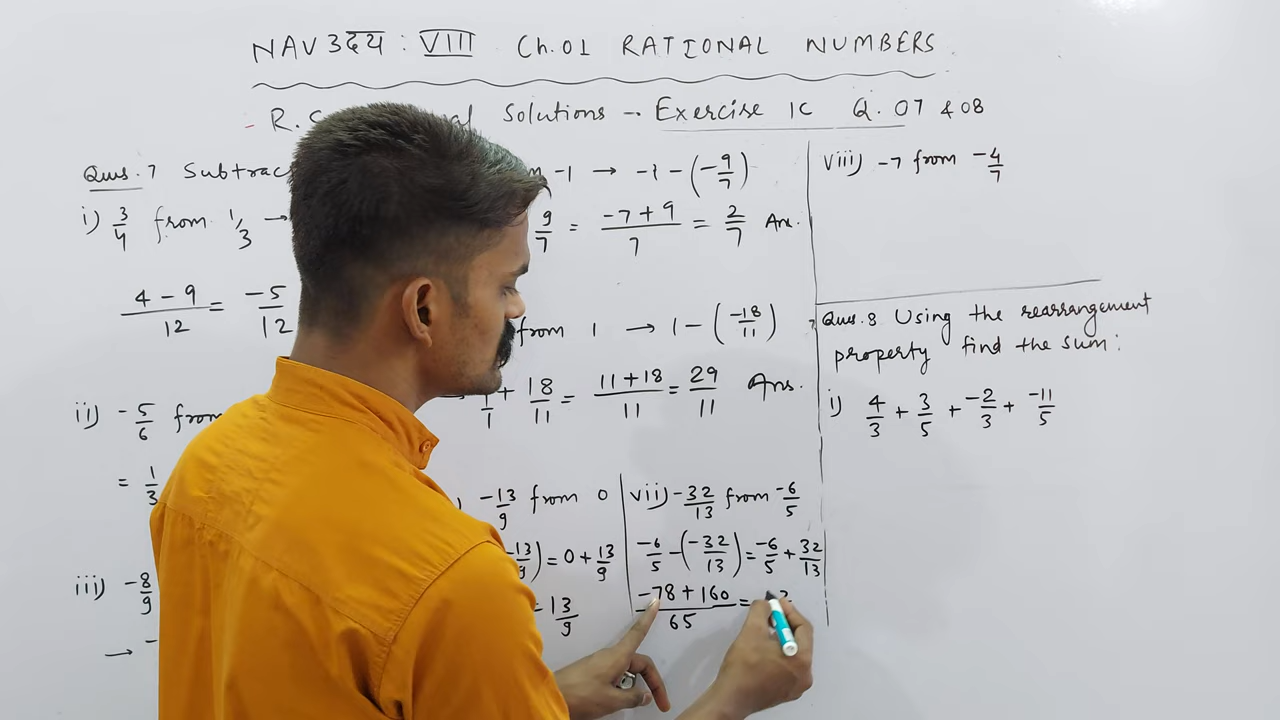 NAV उदय : VIII Ch.01 RATIONAL NUMBERS
- R.S. Solutions → Exercise 1C Q. 07 & 08
Ques. 7 Subtract
i) 3/4 from 1/3 →
4 - 9/12 = -5/12
ii) -5/6 from
= 1/3
iii) -8/9
→ -
-1 → -1 - (-9/7)
9/7 = -7 + 9/7 = 2/7 Ans.
from 1 → 1 - (-18/11)
1/1 + 18/11 = 11 + 18/11 = 29/11 Ans.
-13/9 from 0
-13/9) = 0 + 13/9
= 13/9
vii) -32/13 from -6/5
-6/5 - (-32/13) = -6/5 + 32/13
-78 + 160/65 =
viii) -7 from -4/7
Ques. 8 Using the rearrangement
property find the sum :
i) 4/3 + 3/5 + -2/3 + -11/5